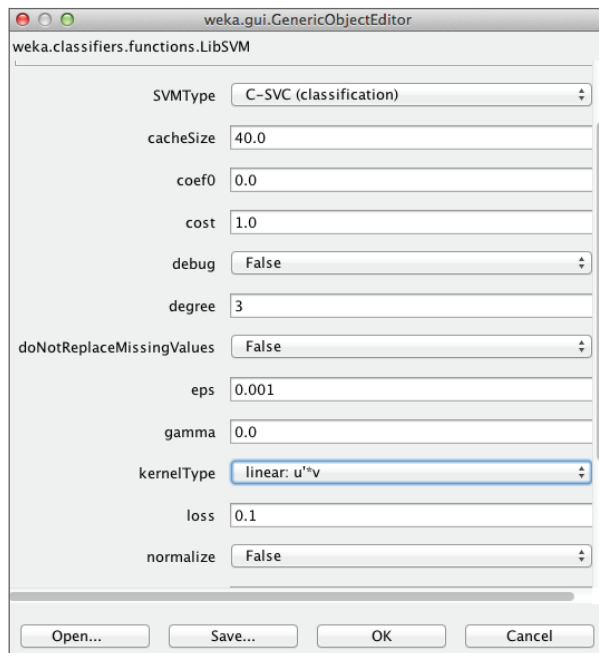 weka.gui.GenericObjectEditor
weka.classifiers.functions.LibSVM
SVMType C-SVC (classification)
cacheSize 40.0
coef0 0.0
cost 1.0
debug False
degree 3
doNotReplaceMissingValues False
eps 0.001
gamma 0.0
kernelType linear: u'*v
loss 0.1
normalize False
Open... Save... OK Cancel